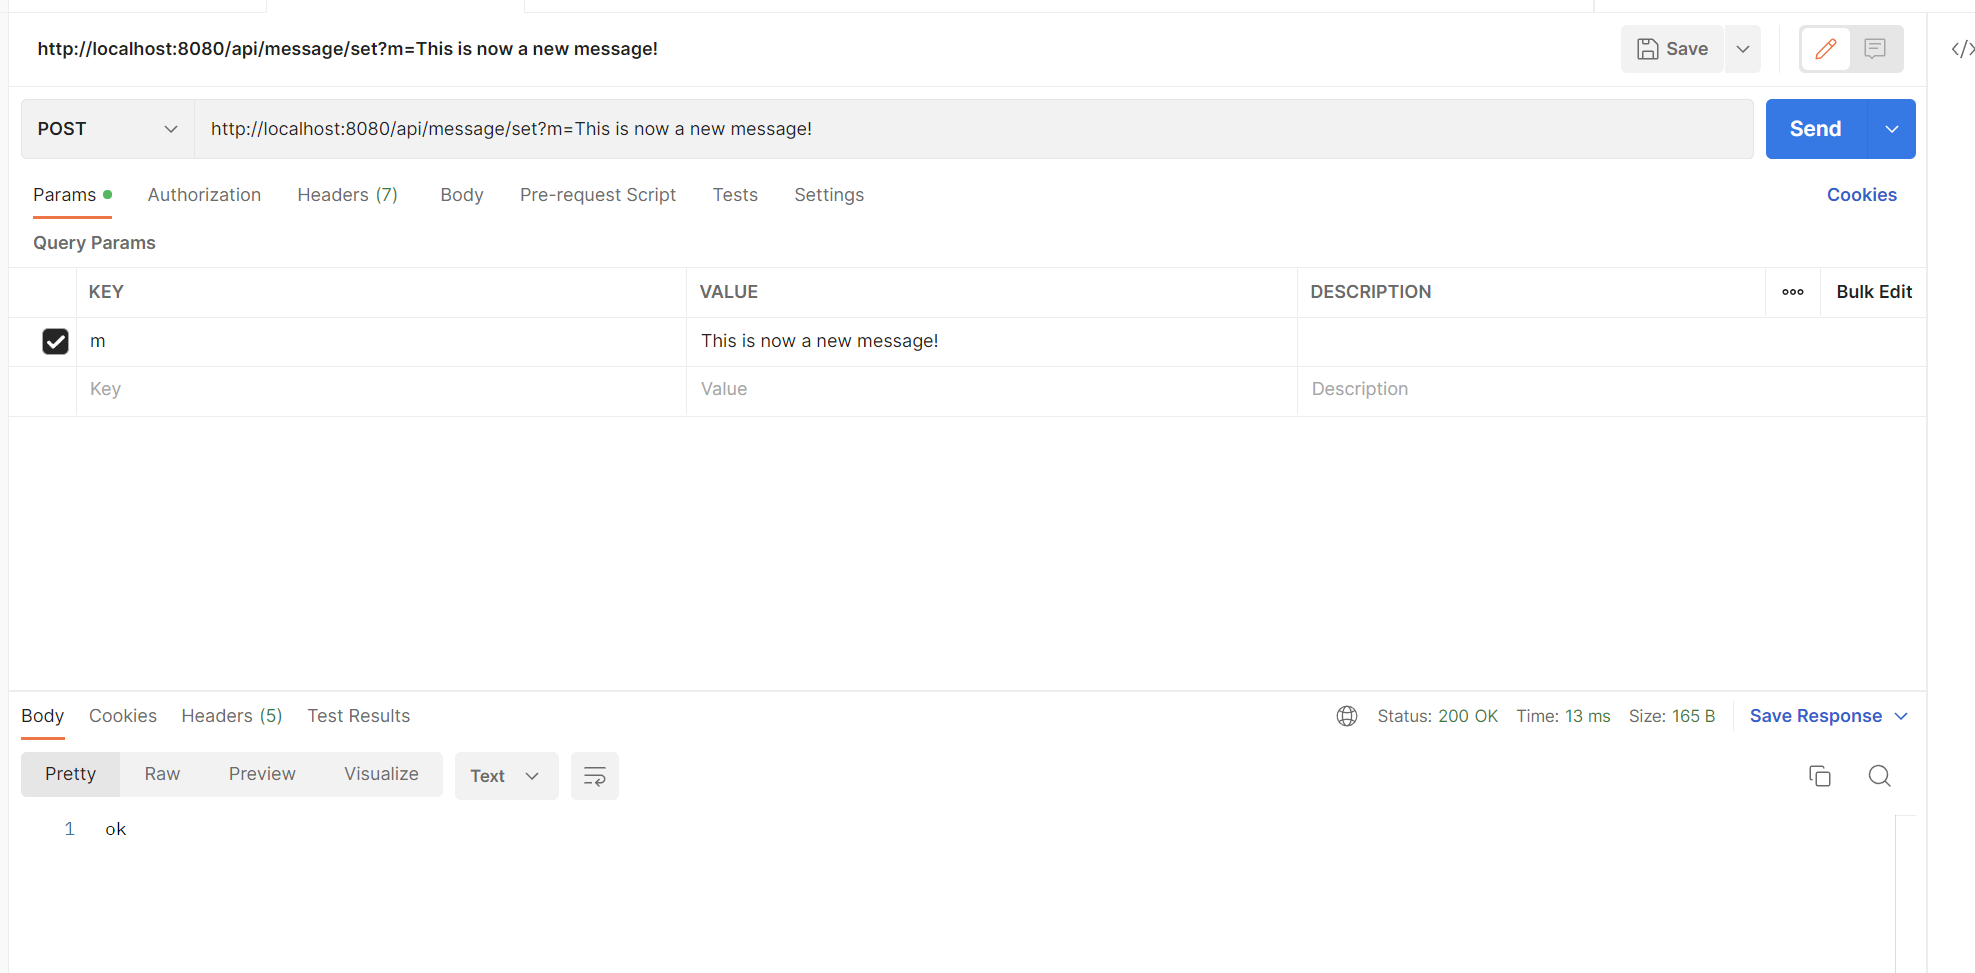 http://localhost:8080/api/message/set?m=This is now a new message!
Save
POST
http://localhost:8080/api/message/set?m=This is now a new message!
Send
Params
Authorization
Headers (7)
Body
Pre-request Script
Tests
Settings
Cookies
Query Params
KEY
VALUE
DESCRIPTION
Bulk Edit
m
This is now a new message!
Key
Value
Description
Body
Cookies
Headers (5)
Test Results
Status: 200 OK
Time: 13 ms
Size: 165 B
Save Response
Pretty
Raw
Preview
Visualize
Text
1
ok